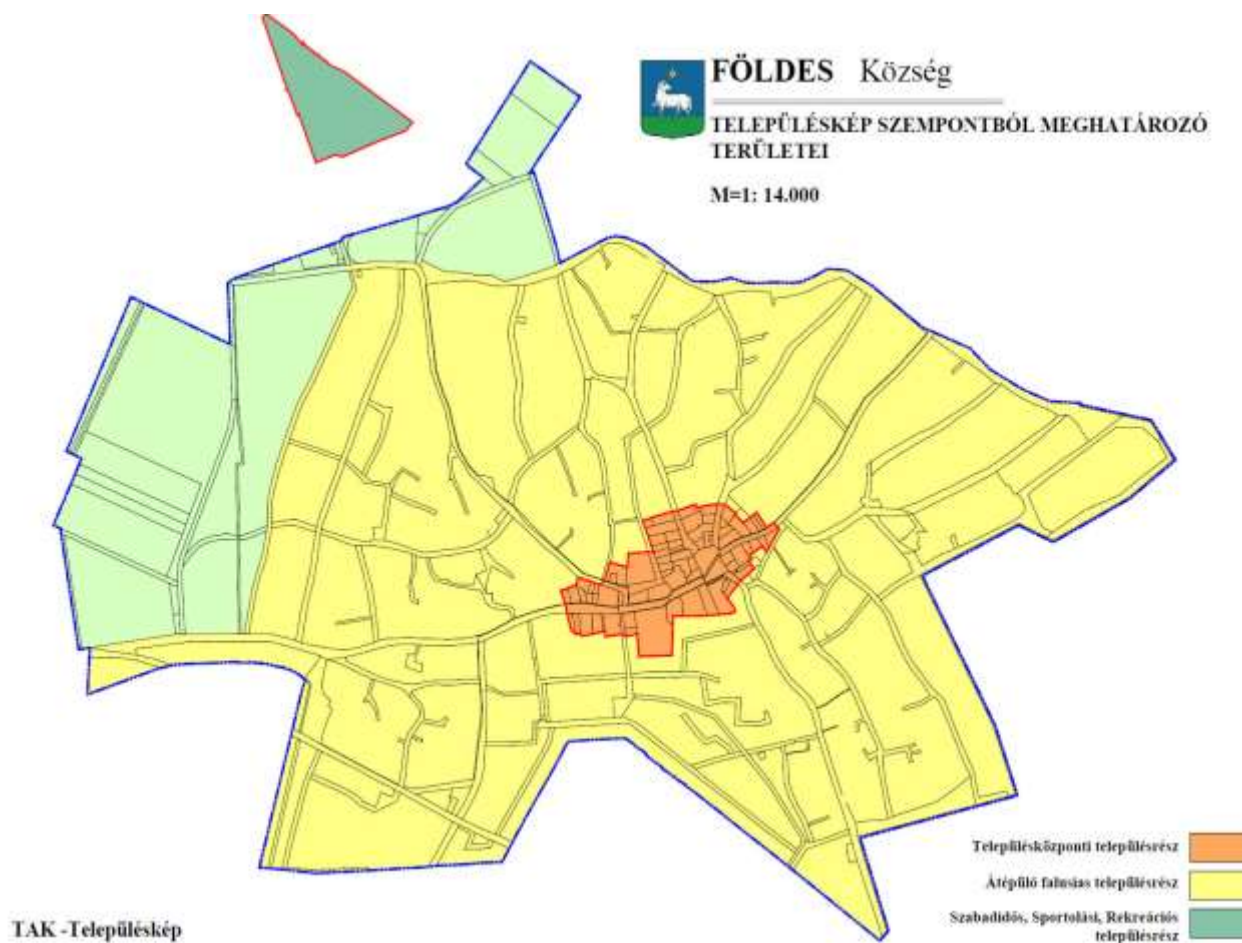 FÖLDES Község
TELEPÜLÉSKÉP SZEMPONTBÓL MEGHATÁROZÓ
TERÜLETEI
M=1: 14.000
Településközponti településrész
Átépülő falusias településrész
Szabadidős, Sportolási, Rekreációs
településrész
TAK -Településkép